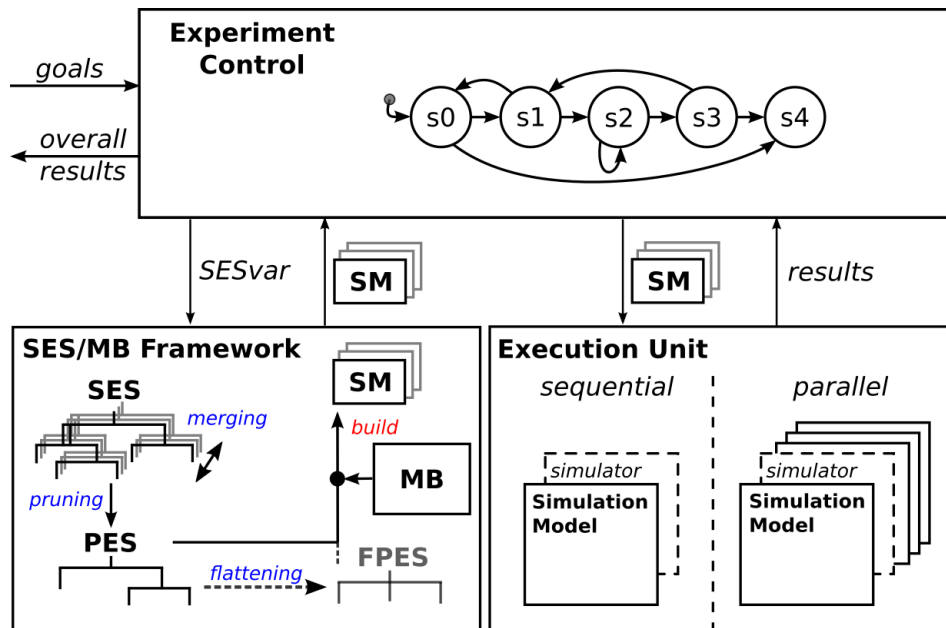 Experiment
Control
goals
overall
results
s0
s1
s2
s3
s4
SESvar
SM
SM
results
SES/MB Framework
SES
merging
pruning
PES
flattening
FPES
SM
build
MB
Execution Unit
sequential
parallel
simulator
Simulation
Model
simulator
Simulation
Model